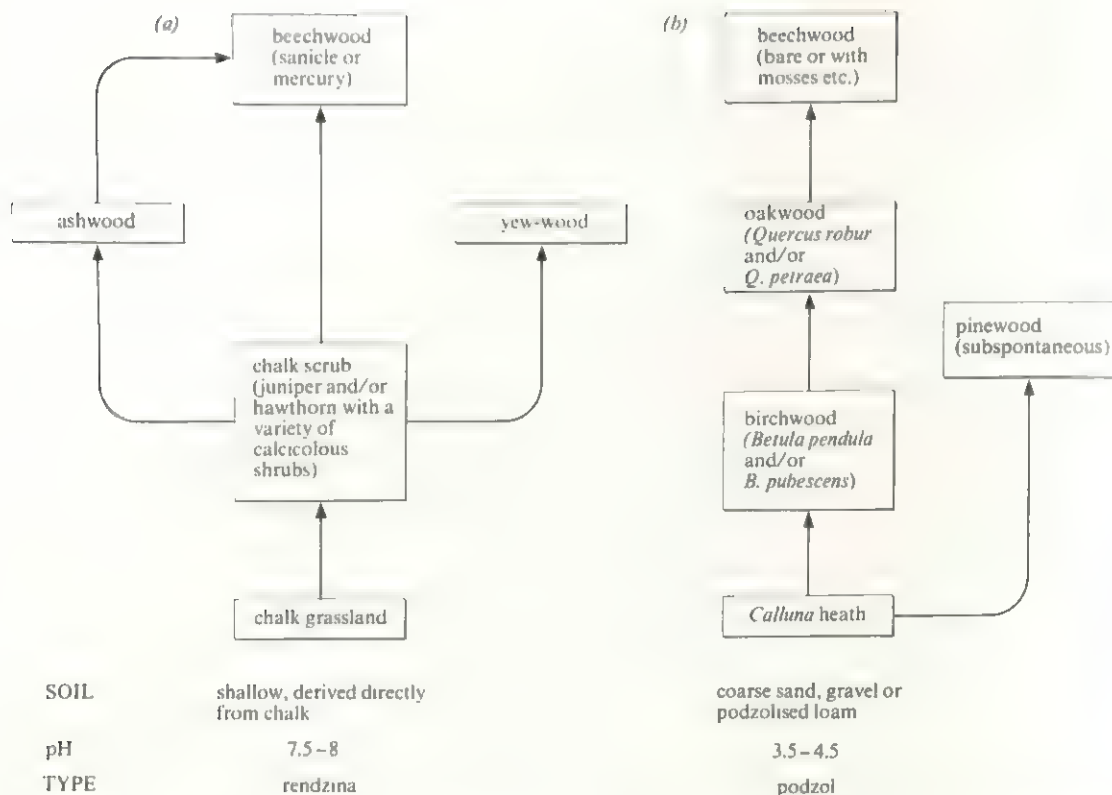 (a)
beechwood
(sanicle or
mercury)
ashwood
yew-wood
chalk scrub
(juniper and/or
hawthorn with a
variety of
calcicolous
shrubs)
chalk grassland
(b)
beechwood
(bare or with
mosses etc.)
oakwood
(Quercus robur
and/or
Q. petraea)
pinewood
(subspontaneous)
birchwood
(Betula pendula
and/or
B. pubescens)
Calluna heath
SOIL
shallow, derived directly
from chalk
coarse sand, gravel or
podzolised loam
pH
7.5–8
3.5–4.5
TYPE
rendzina
podzol